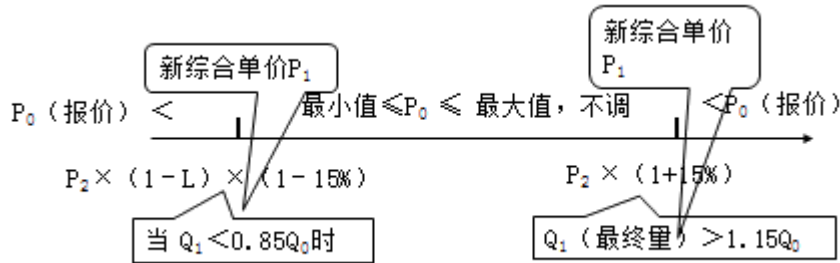 新综合单价P₁
新综合单价
P₁
P₀（报价）＜ 最小值≤P₀≤ 最大值，不调 ＜P₀（报价）
P₂×（1-L）×（1-15%） P₂×（1+15%）
当 Q₁＜0.85Q₀时 Q₁（最终量）＞1.15Q₀